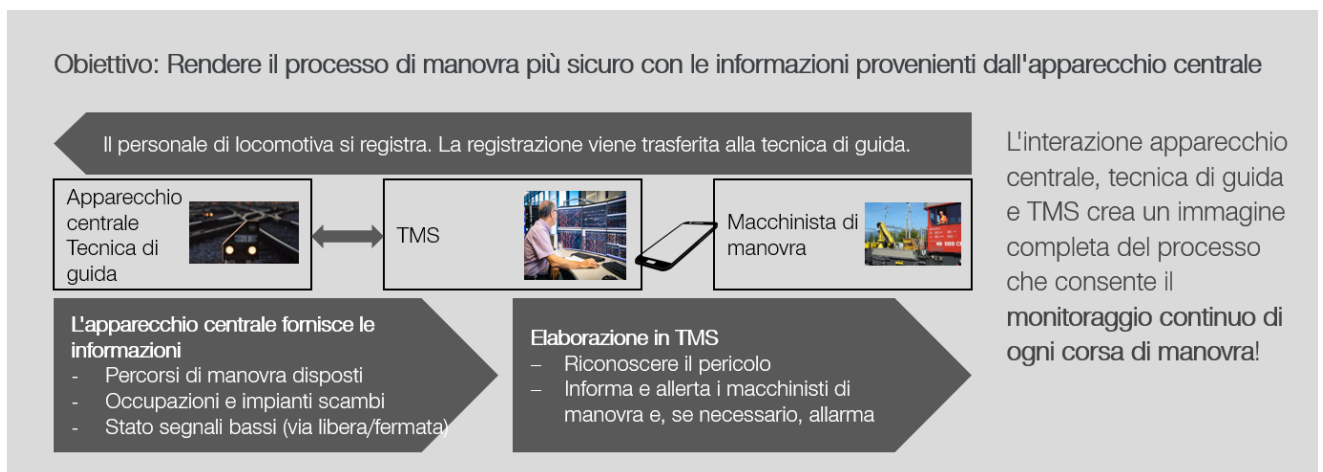 Obiettivo: Rendere il processo di manovra più sicuro con le informazioni provenienti dall'apparecchio centrale
Il personale di locomotiva si registra. La registrazione viene trasferita alla tecnica di guida.
Apparecchio
centrale
Tecnica di
guida
TMS
Macchinista di
manovra
L'apparecchio centrale fornisce le
informazioni
- Percorsi di manovra disposti
- Occupazioni e impianti scambi
- Stato segnali bassi (via libera/fermata)
Elaborazione in TMS
– Riconoscere il pericolo
– Informa e allerta i macchinisti di
manovra e, se necessario, allarma
L'interazione apparecchio
centrale, tecnica di guida
e TMS crea un immagine
completa del processo
che consente il
monitoraggio continuo di
ogni corsa di manovra!